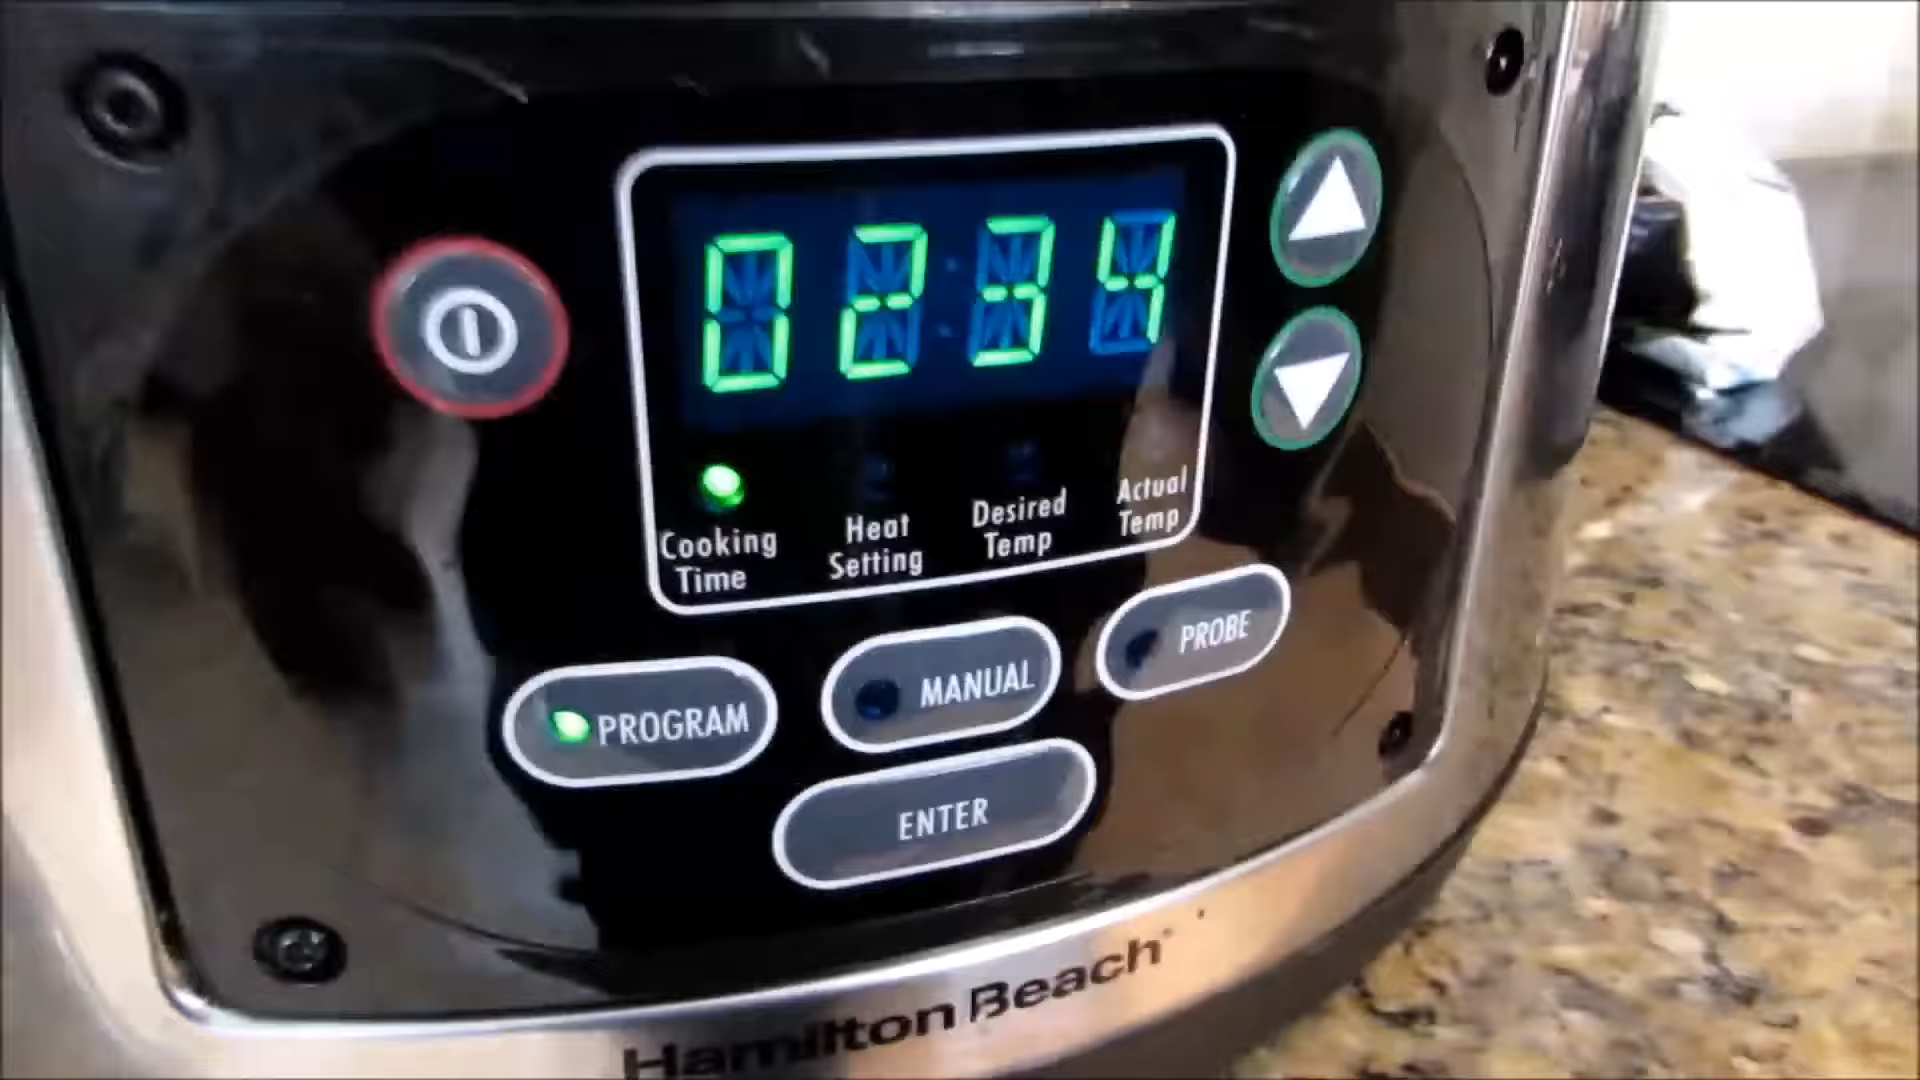 02:34
Cooking Time
Heat Setting
Desired Temp
Actual Temp
PROGRAM
MANUAL
PROBE
ENTER
Hamilton Beach